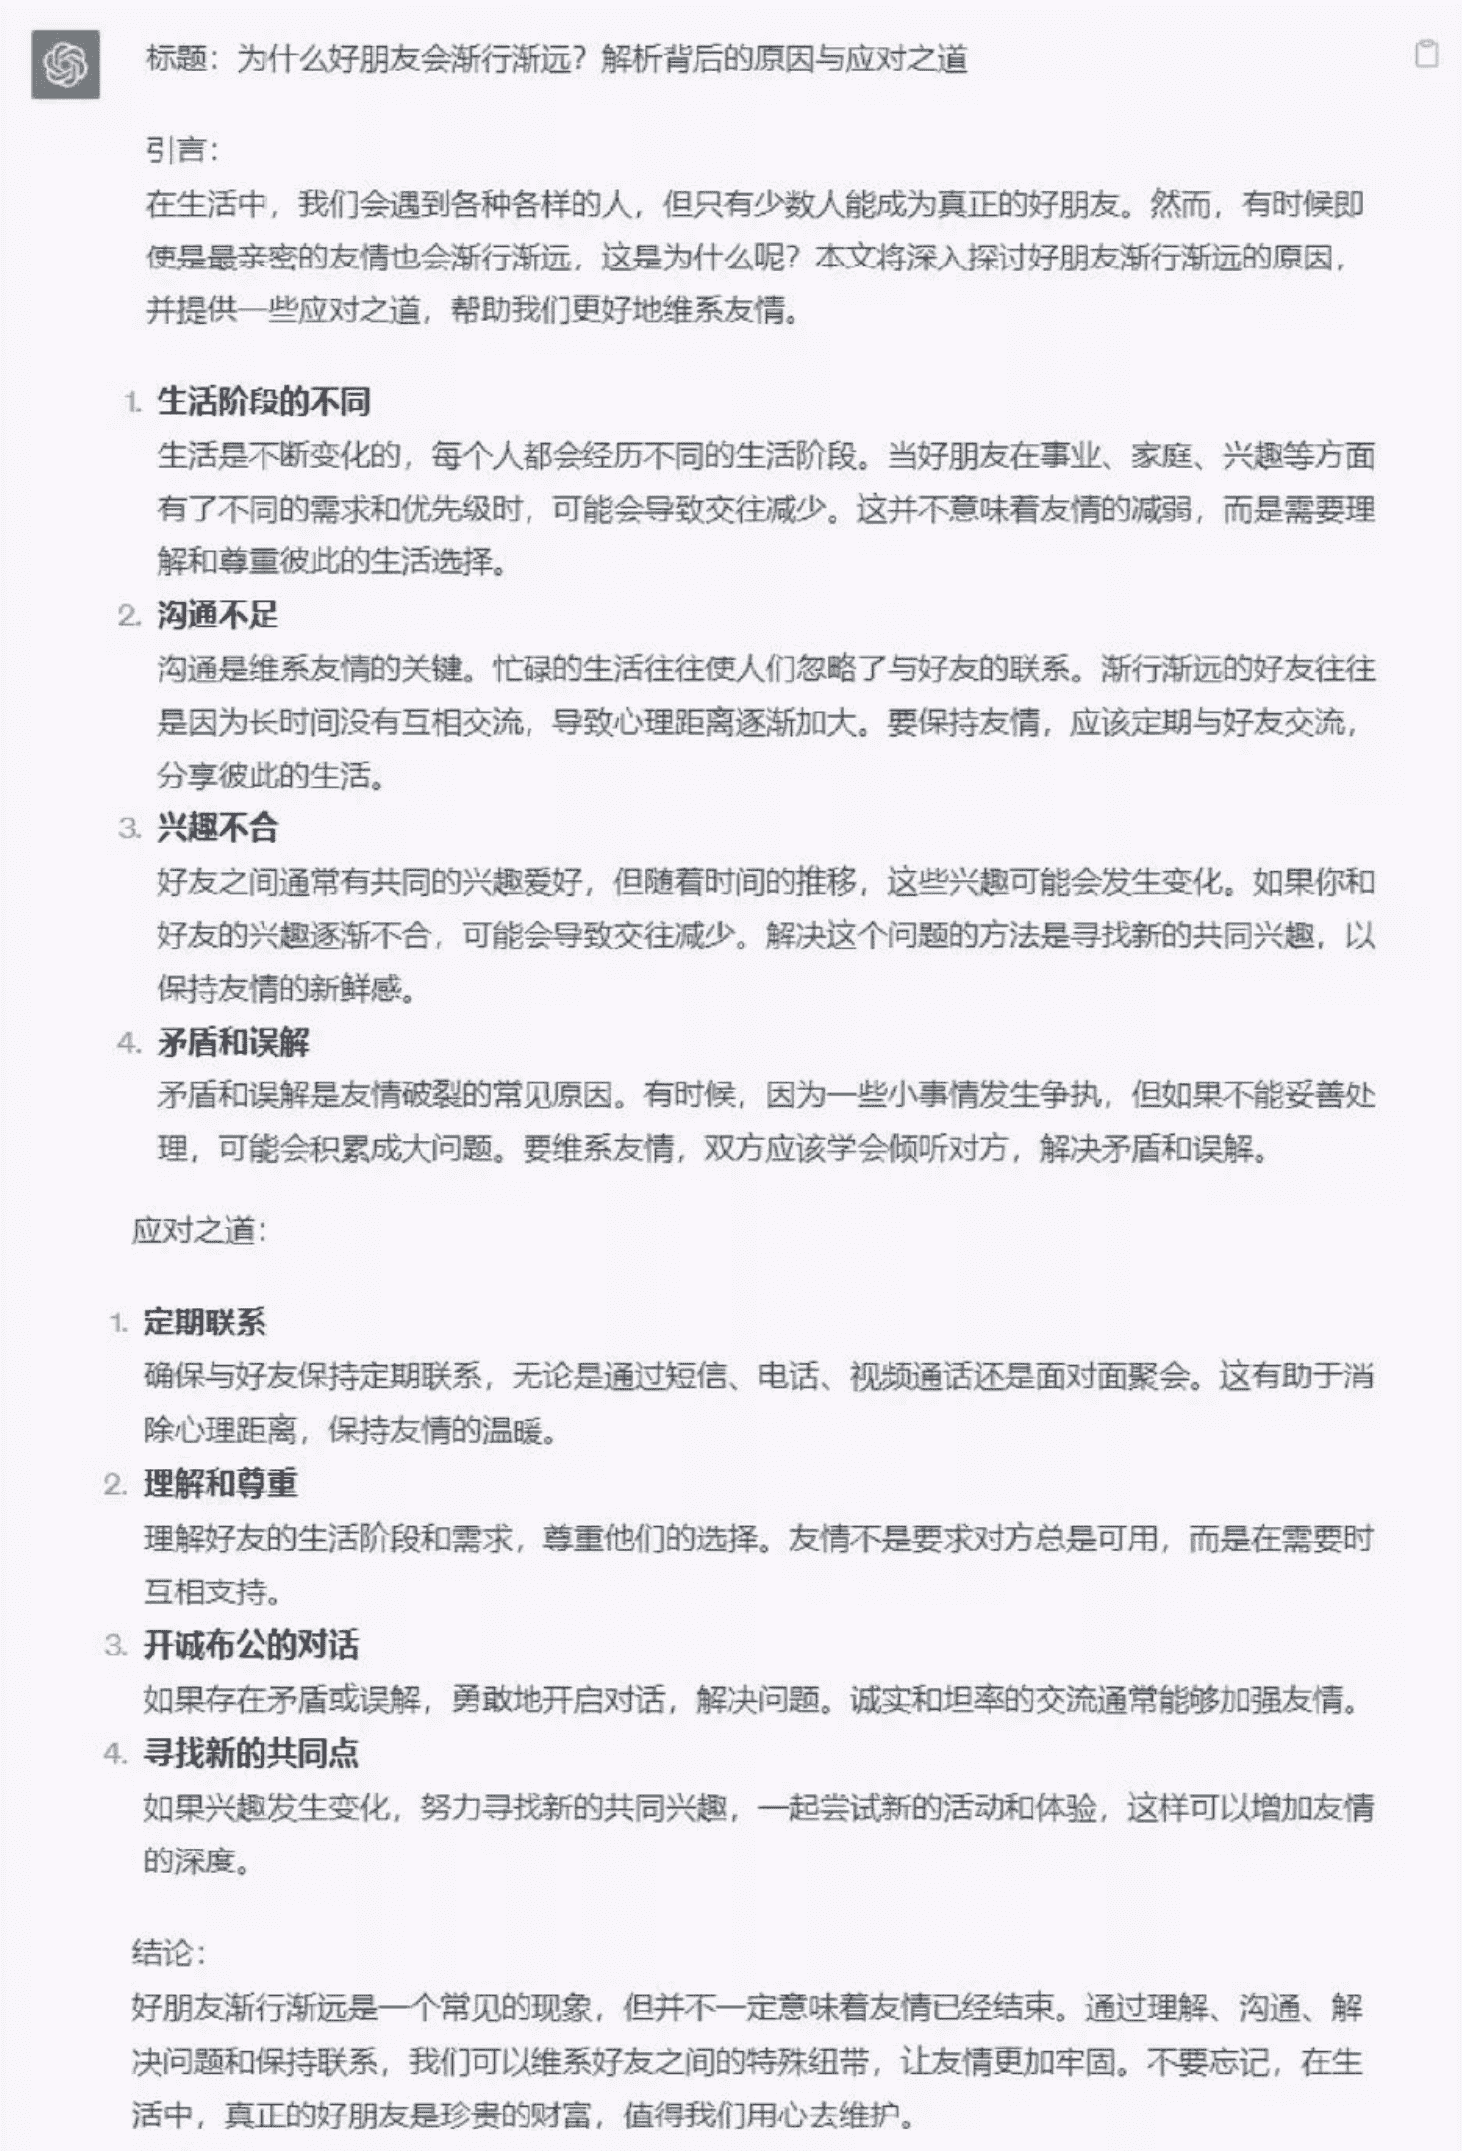 标题：为什么好朋友会渐行渐远？解析背后的原因与应对之道
引言：
在生活中，我们会遇到各种各样的人，但只有少数人能成为真正的好朋友。然而，有时候即
使是最亲密的友情也会渐行渐远，这是为什么呢？本文将深入探讨好朋友渐行渐远的原因，
并提供一些应对之道，帮助我们更好地维系友情。
1. 生活阶段的不同
生活是不断变化的，每个人都会经历不同的生活阶段。当好朋友在事业、家庭、兴趣等方面
有了不同的需求和优先级时，可能会导致交往减少。这并不意味着友情的减弱，而是需要理
解和尊重彼此的生活选择。
2. 沟通不足
沟通是维系友情的关键。忙碌的生活往往使人们忽略了与好友的联系。渐行渐远的好友往往
是因为长时间没有互相交流，导致心理距离逐渐加大。要保持友情，应该定期与好友交流，
分享彼此的生活。
3. 兴趣不合
好友之间通常有共同的兴趣爱好，但随着时间的推移，这些兴趣可能会发生变化。如果你和
好友的兴趣逐渐不合，可能会导致交往减少。解决这个问题的方法是寻找新的共同兴趣，以
保持友情的新鲜感。
4. 矛盾和误解
矛盾和误解是友情破裂的常见原因。有时候，因为一些小事情发生争执，但如果不能妥善处
理，可能会积累成大问题。要维系友情，双方应该学会倾听对方，解决矛盾和误解。
应对之道：
1. 定期联系
确保与好友保持定期联系，无论是通过短信、电话、视频通话还是面对面聚会。这有助于消
除心理距离，保持友情的温暖。
2. 理解和尊重
理解好友的生活阶段和需求，尊重他们的选择。友情不是要求对方总是可用，而是在需要时
互相支持。
3. 开诚布公的对话
如果存在矛盾或误解，勇敢地开启对话，解决问题。诚实和坦率的交流通常能够加强友情。
4. 寻找新的共同点
如果兴趣发生变化，努力寻找新的共同兴趣，一起尝试新的活动和体验，这样可以增加友情
的深度。
结论：
好朋友渐行渐远是一个常见的现象，但并不一定意味着友情已经结束。通过理解、沟通、解
决问题和保持联系，我们可以维系好友之间的特殊纽带，让友情更加牢固。不要忘记，在生
活中，真正的好朋友是珍贵的财富，值得我们用心去维护。